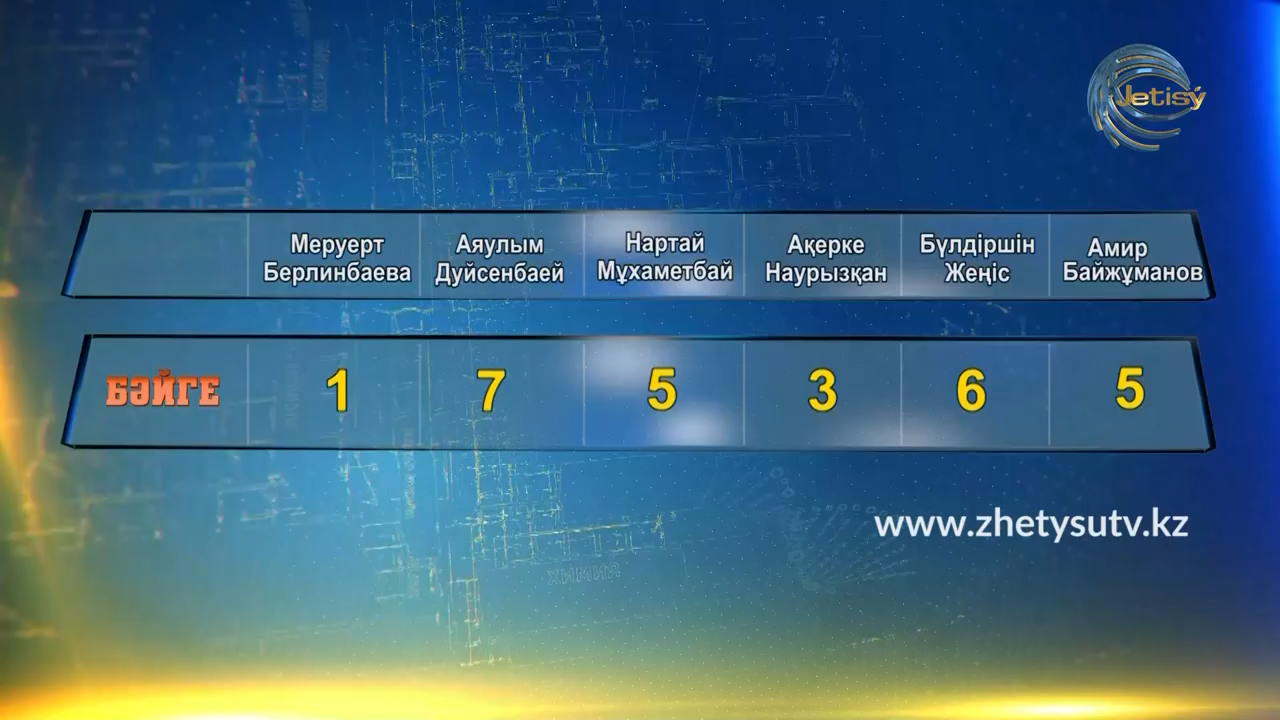 Jetisý
Меруерт Берлинбаева
Аяулым Дуйсенбаей
Нартай Мұхаметбай
Ақерке Наурызқан
Бүлдіршін Жеңіс
Амир Байжұманов
БӘЙГЕ 1 7 5 3 6 5
www.zhetysutv.kz
ХИМИЯ